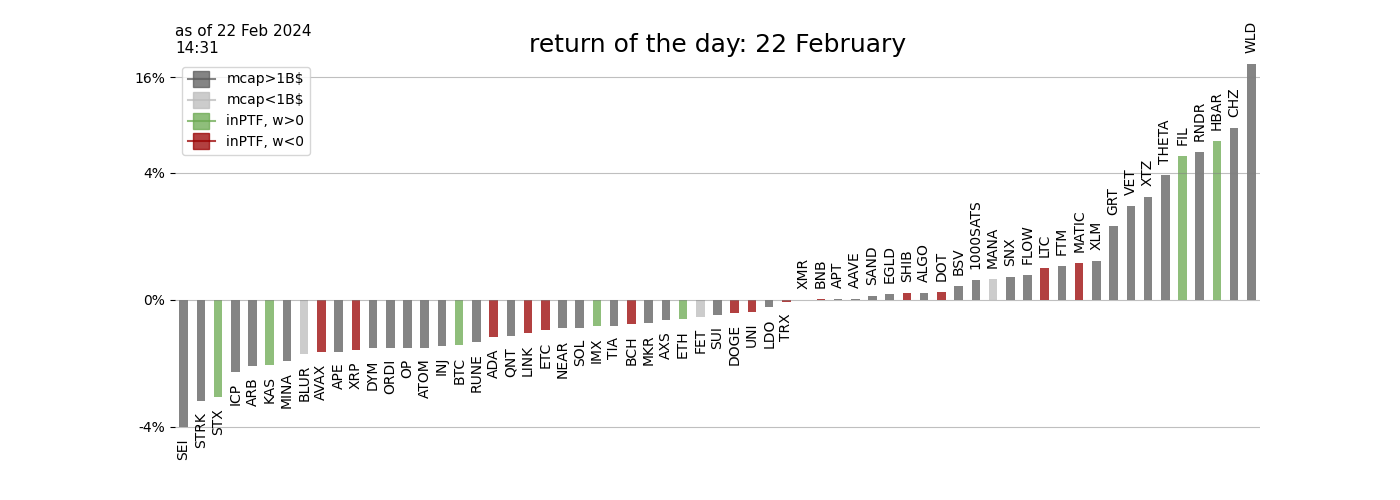 as of 22 Feb 2024
14:31
return of the day: 22 February
mcap>1B$
mcap<1B$
inPTF, w>0
inPTF, w<0
16%
4%
0%
-4%
SEI
STRK
STX
ICP
ARB
KAS
MINA
BLUR
AVAX
APE
XRP
DYM
ORDI
OP
ATOM
INJ
BTC
RUNE
ADA
QNT
LINK
ETC
NEAR
SOL
IMX
TIA
BCH
MKR
AXS
ETH
FET
SUI
DOGE
UNI
LDO
TRX
XMR
BNB
APT
AAVE
SAND
EGLD
SHIB
ALGO
DOT
BSV
1000SATS
MANA
SNX
FLOW
LTC
FTM
MATIC
XLM
GRT
VET
XTZ
THETA
FIL
RNDR
HBAR
CHZ
WLD